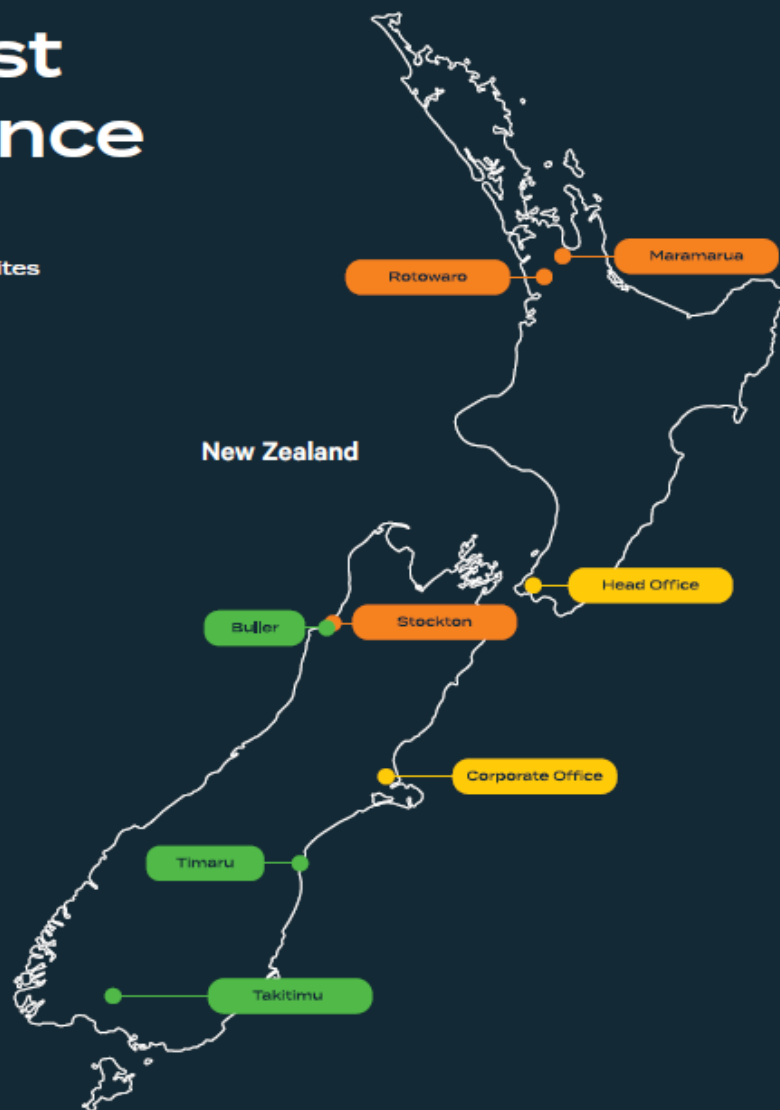 st
nce
ites
Maramarua
Rotowaro
New Zealand
Head Office
Buller
Stockton
Corporate Office
Timaru
Takitimu